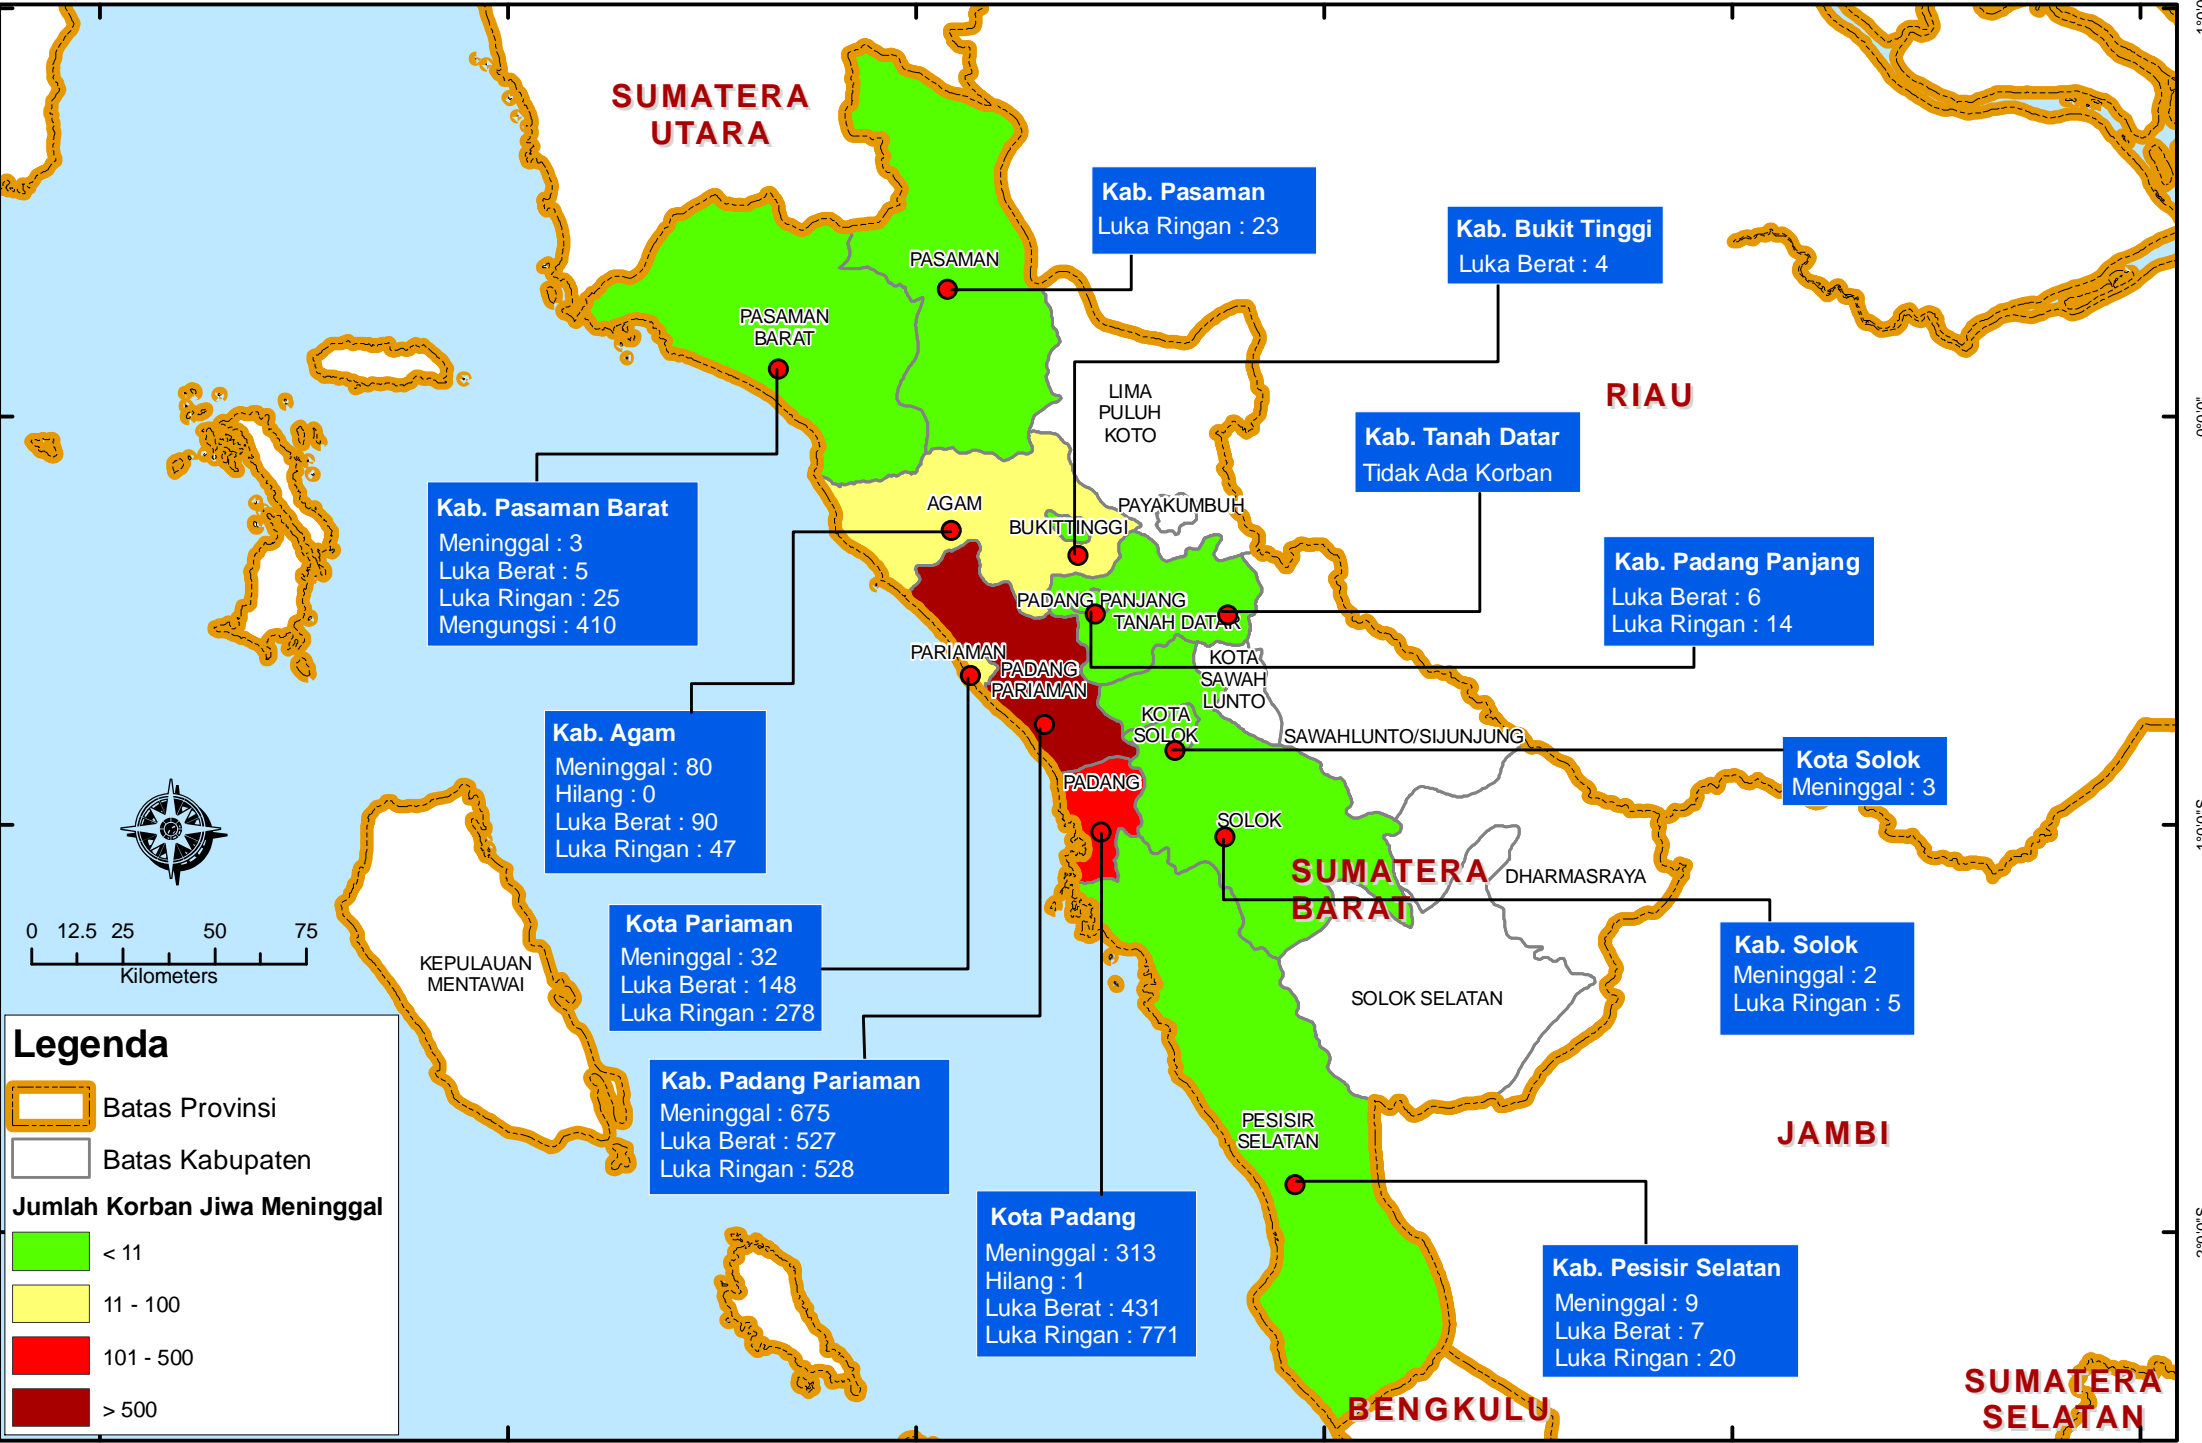 SUMATERA
UTARA
Kab. Pasaman
Luka Ringan : 23
Kab. Bukit Tinggi
Luka Berat : 4
PASAMAN
PASAMAN
BARAT
LIMA
PULUH
KOTO
RIAU
Kab. Tanah Datar
Tidak Ada Korban
Kab. Pasaman Barat
Meninggal : 3
Luka Berat : 5
Luka Ringan : 25
Mengungsi : 410
AGAM
BUKITTINGGI
PAYAKUMBUH
Kab. Padang Panjang
Luka Berat : 6
Luka Ringan : 14
PADANG PANJANG
TANAH DATAR
PARIAMAN
PADANG
PARIAMAN
KOTA
SAWAH
LUNTO
KOTA
SOLOK
SAWAHLUNTO/SIJUNJUNG
Kab. Agam
Meninggal : 80
Hilang : 0
Luka Berat : 90
Luka Ringan : 47
Kota Solok
Meninggal : 3
PADANG
SOLOK
SUMATERA
BARAT
DHARMASRAYA
Kota Pariaman
Meninggal : 32
Luka Berat : 148
Luka Ringan : 278
Kab. Solok
Meninggal : 2
Luka Ringan : 5
0 12.5 25 50 75
Kilometers
KEPULAUAN
MENTAWAI
SOLOK SELATAN
Kab. Padang Pariaman
Meninggal : 675
Luka Berat : 527
Luka Ringan : 528
PESISIR
SELATAN
JAMBI
Kota Padang
Meninggal : 313
Hilang : 1
Luka Berat : 431
Luka Ringan : 771
Kab. Pesisir Selatan
Meninggal : 9
Luka Berat : 7
Luka Ringan : 20
BENGKULU
SUMATERA
SELATAN
Legenda
Batas Provinsi
Batas Kabupaten
Jumlah Korban Jiwa Meninggal
< 11
11 - 100
101 - 500
> 500